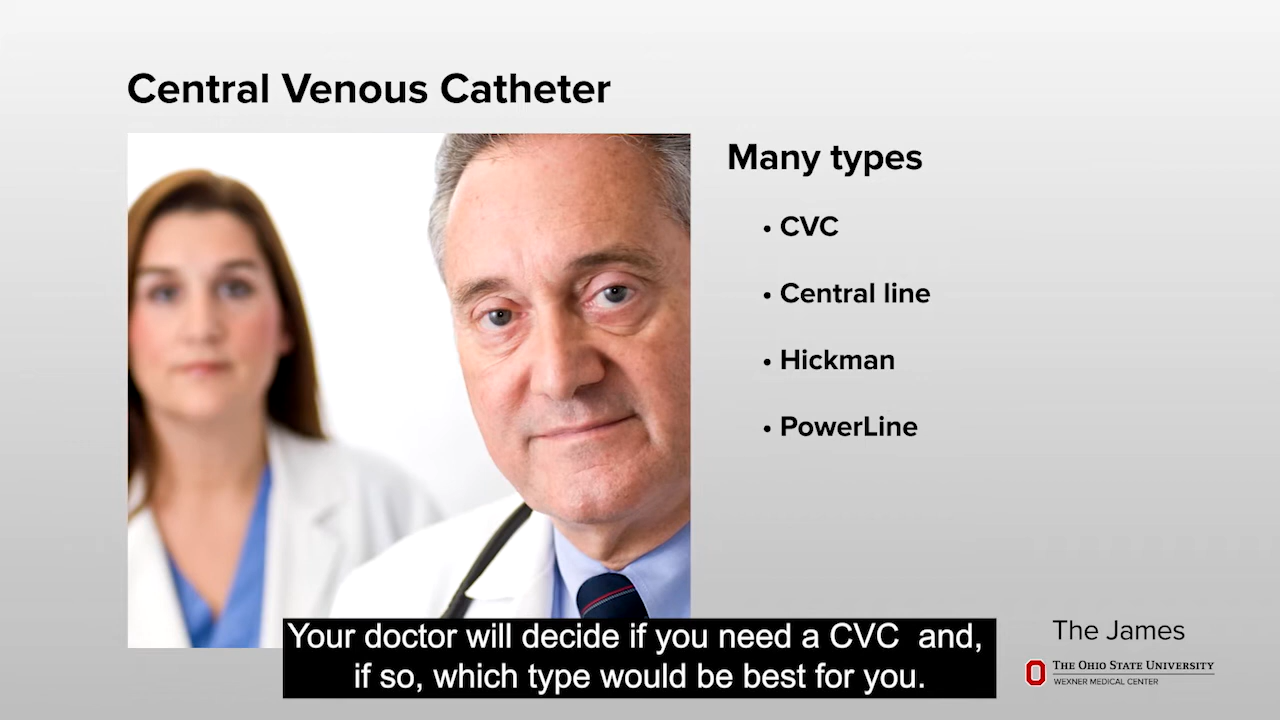 Central Venous Catheter
Many types
• CVC
• Central line
• Hickman
• PowerLine
Your doctor will decide if you need a CVC and,
if so, which type would be best for you.
The James
THE OHIO STATE UNIVERSITY
WEXNER MEDICAL CENTER